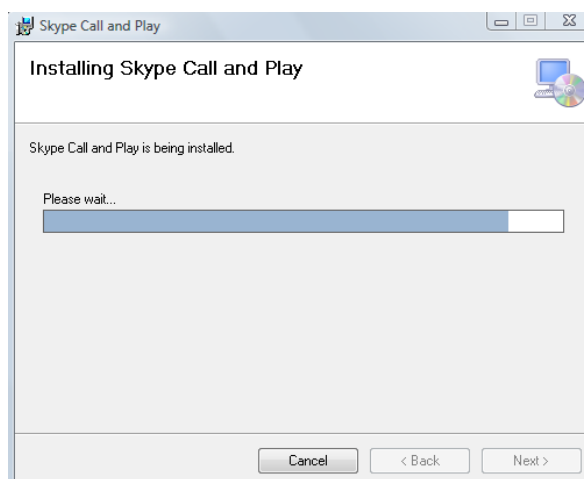 Skype Call and Play
Installing Skype Call and Play
Skype Call and Play is being installed.
Please wait...
Cancel
< Back
Next >